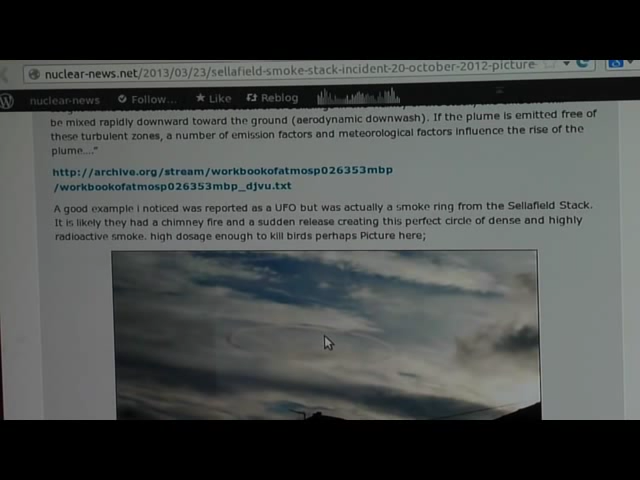 nuclear-news.net/2013/03/23/sellafield-smoke-stack-incident-20-october-2012-picture-
nuclear-news Follow... Like Reblog
be mixed rapidly downward toward the ground (aerodynamic downwash). If the plume is emitted free of
these turbulent zones, a number of emission factors and meteorological factors influence the rise of the
plume...."
http://archive.org/stream/workbookofatmosp026353mbp
/workbookofatmosp026353mbp_djvu.txt
A good example i noticed was reported as a UFO but was actually a smoke ring from the Sellafield Stack.
It is likely they had a chimney fire and a sudden release creating this perfect circle of dense and highly
radioactive smoke. high dosage enough to kill birds perhaps Picture here;